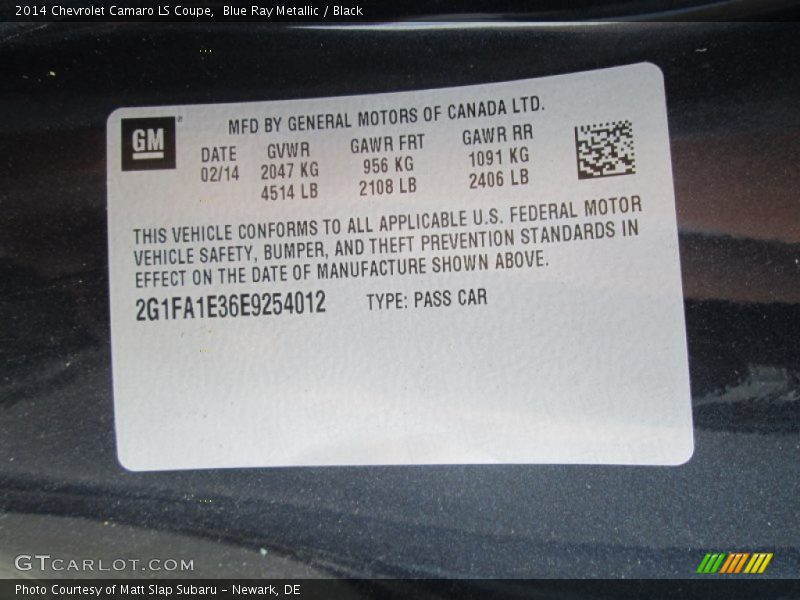 2014 Chevrolet Camaro LS Coupe, Blue Ray Metallic / Black
GM
MFD BY GENERAL MOTORS OF CANADA LTD.
DATE GVWR GAWR FRT GAWR RR
02/14 2047 KG 956 KG 1091 KG
4514 LB 2108 LB 2406 LB
THIS VEHICLE CONFORMS TO ALL APPLICABLE U.S. FEDERAL MOTOR
VEHICLE SAFETY, BUMPER, AND THEFT PREVENTION STANDARDS IN
EFFECT ON THE DATE OF MANUFACTURE SHOWN ABOVE.
2G1FA1E36E9254012 TYPE: PASS CAR
GTCARLOT.COM
Photo Courtesy of Matt Slap Subaru - Newark, DE